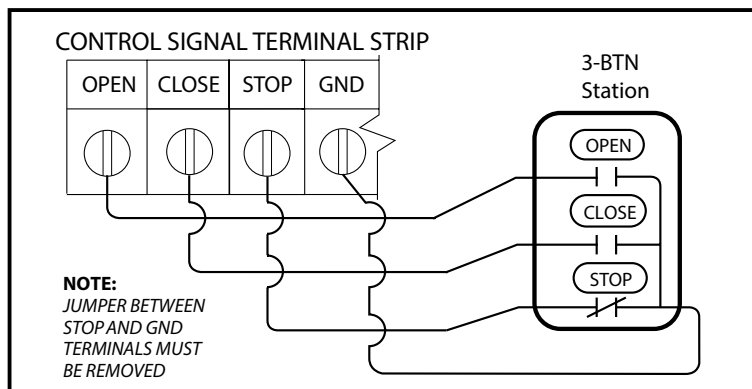 CONTROL SIGNAL TERMINAL STRIP
OPEN CLOSE STOP GND
3-BTN
Station
OPEN
CLOSE
STOP
NOTE:
JUMPER BETWEEN
STOP AND GND
TERMINALS MUST
BE REMOVED